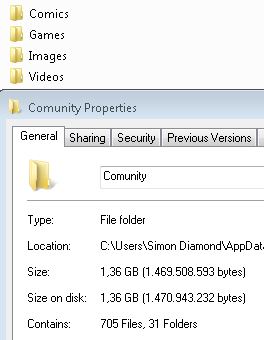 Comics
Games
Images
Videos
Comunity Properties
General Sharing Security Previous Versions
Comunity
Type: File folder
Location: C:\Users\Simon Diamond\AppData
Size: 1,36 GB (1.469.508.593 bytes)
Size on disk: 1,36 GB (1.470.943.232 bytes)
Contains: 705 Files, 31 Folders